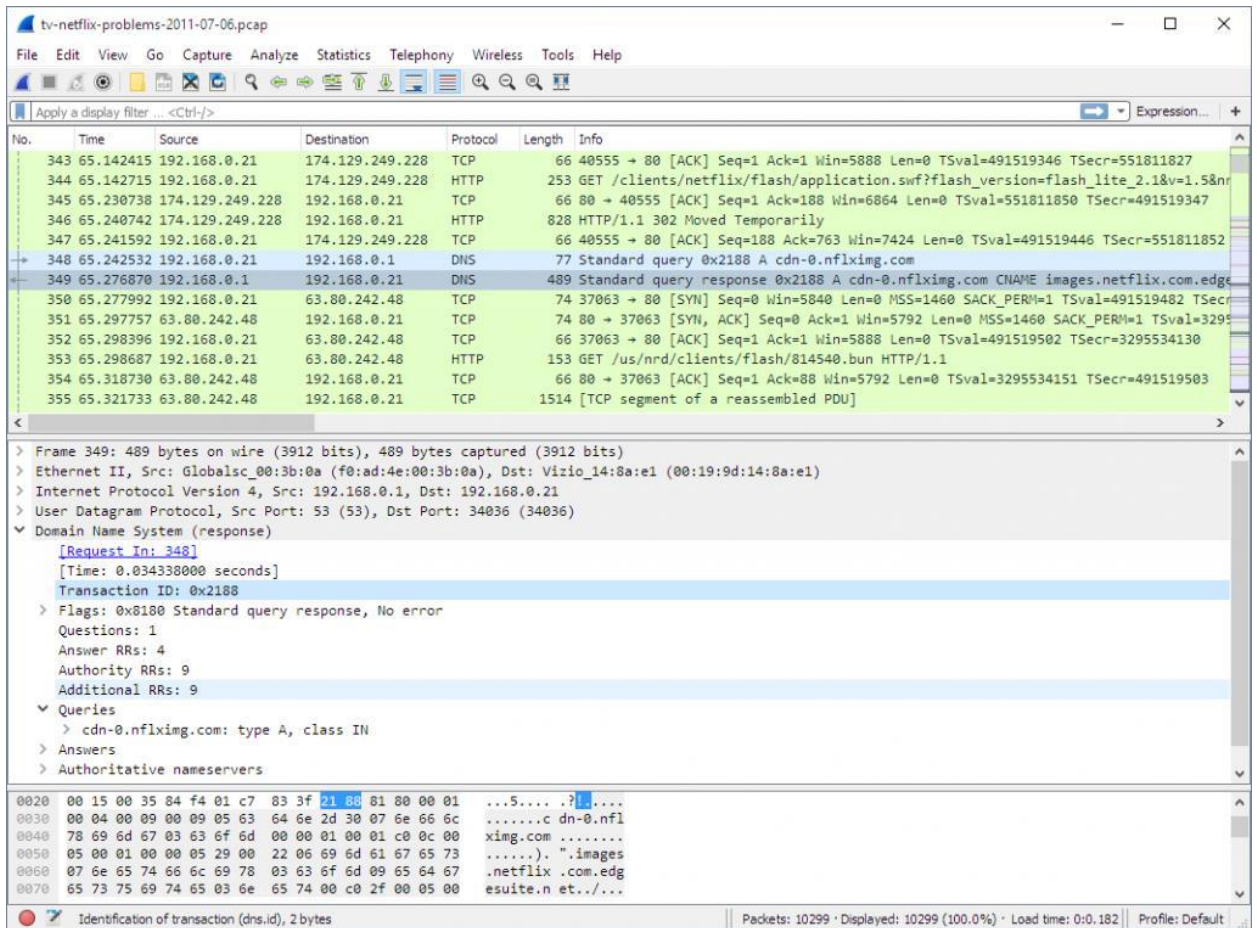 tv-netflix-problems-2011-07-06.pcap
File Edit View Go Capture Analyze Statistics Telephony Wireless Tools Help
Apply a display filter ... <Ctrl-/> Expression... +
No. Time Source Destination Protocol Length Info
343 65.142415 192.168.0.21 174.129.249.228 TCP 66 40555 → 80 [ACK] Seq=1 Ack=1 Win=5888 Len=0 TSval=491519346 TSecr=551811827
344 65.142715 192.168.0.21 174.129.249.228 HTTP 253 GET /clients/netflix/flash/application.swf?flash_version=flash_lite_2.1&v=1.5&nr
345 65.230738 174.129.249.228 192.168.0.21 TCP 66 80 → 40555 [ACK] Seq=1 Ack=188 Win=6864 Len=0 TSval=551811850 TSecr=491519347
346 65.240742 174.129.249.228 192.168.0.21 HTTP 828 HTTP/1.1 302 Moved Temporarily
347 65.241592 192.168.0.21 174.129.249.228 TCP 66 40555 → 80 [ACK] Seq=188 Ack=763 Win=7424 Len=0 TSval=491519446 TSecr=551811852
348 65.242532 192.168.0.21 192.168.0.1 DNS 77 Standard query 0x2188 A cdn-0.nflximg.com
349 65.276870 192.168.0.1 192.168.0.21 DNS 489 Standard query response 0x2188 A cdn-0.nflximg.com CNAME images.netflix.com.edge
350 65.277992 192.168.0.21 63.80.242.48 TCP 74 37063 → 80 [SYN] Seq=0 Win=5840 Len=0 MSS=1460 SACK_PERM=1 TSval=491519482 TSecr
351 65.297757 63.80.242.48 192.168.0.21 TCP 74 80 → 37063 [SYN, ACK] Seq=0 Ack=1 Win=5792 Len=0 MSS=1460 SACK_PERM=1 TSval=3295
352 65.298396 192.168.0.21 63.80.242.48 TCP 66 37063 → 80 [ACK] Seq=1 Ack=1 Win=5888 Len=0 TSval=491519502 TSecr=3295534130
353 65.298687 192.168.0.21 63.80.242.48 HTTP 153 GET /us/nrd/clients/flash/814540.bun HTTP/1.1
354 65.318730 63.80.242.48 192.168.0.21 TCP 66 80 → 37063 [ACK] Seq=1 Ack=88 Win=5792 Len=0 TSval=3295534151 TSecr=491519503
355 65.321733 63.80.242.48 192.168.0.21 TCP 1514 [TCP segment of a reassembled PDU]
Frame 349: 489 bytes on wire (3912 bits), 489 bytes captured (3912 bits)
Ethernet II, Src: Globalsc_00:3b:0a (f0:ad:4e:00:3b:0a), Dst: Vizio_14:8a:e1 (00:19:9d:14:8a:e1)
Internet Protocol Version 4, Src: 192.168.0.1, Dst: 192.168.0.21
User Datagram Protocol, Src Port: 53 (53), Dst Port: 34036 (34036)
Domain Name System (response)
[Request In: 348]
[Time: 0.034338000 seconds]
Transaction ID: 0x2188
Flags: 0x8180 Standard query response, No error
Questions: 1
Answer RRs: 4
Authority RRs: 9
Additional RRs: 9
Queries
cdn-0.nflximg.com: type A, class IN
Answers
Authoritative nameservers
0020 00 15 00 35 84 f4 01 c7 83 3f 21 88 81 80 00 01 ...5.... .?!.....
0030 00 04 00 09 00 09 05 63 64 6e 2d 30 07 6e 66 6c .......c dn-0.nfl
0040 78 69 6d 67 03 63 6f 6d 00 00 01 00 01 c0 0c 00 ximg.com ........
0050 05 00 01 00 00 05 29 00 22 06 69 6d 61 67 65 73 ......). ".images
0060 07 6e 65 74 66 6c 69 78 03 63 6f 6d 09 65 64 67 .netflix .com.edg
0070 65 73 75 69 74 65 03 6e 65 74 00 c0 2f 00 05 00 esuite.n et../...
Identification of transaction (dns.id), 2 bytes Packets: 10299 · Displayed: 10299 (100.0%) · Load time: 0:0.182 Profile: Default